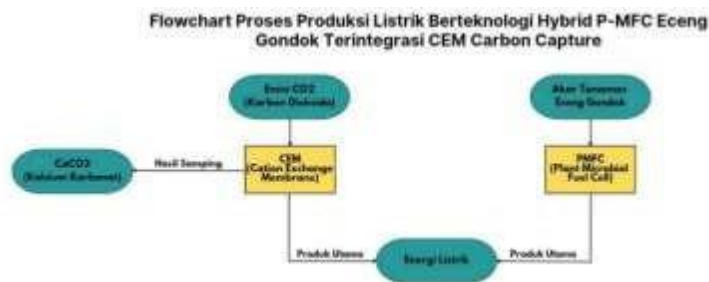 Flowchart Proses Produksi Listrik Berteknologi Hybrid P-MFC Eceng
Gondok Terintegrasi CEM Carbon Capture
Emisi CO2
(Karbon Dioksida)
Akar Tanaman
Eceng Gondok
CaCO3
(Kalsium Karbonat)
Hasil Samping
CEM
(Cation Exchange
Membrane)
PMFC
(Plant Microbial
Fuel Cell)
Produk Utama
Energi Listrik
Produk Utama